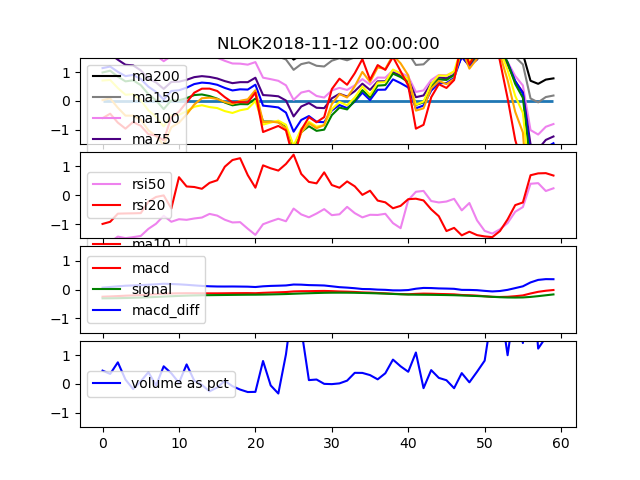 NLOK2018-11-12 00:00:00
1
0
−1
ma200
ma150
ma100
ma75
1
0
−1
rsi50
rsi20
ma10
1
0
−1
macd
signal
macd_diff
1
0
−1
volume as pct
0 10 20 30 40 50 60